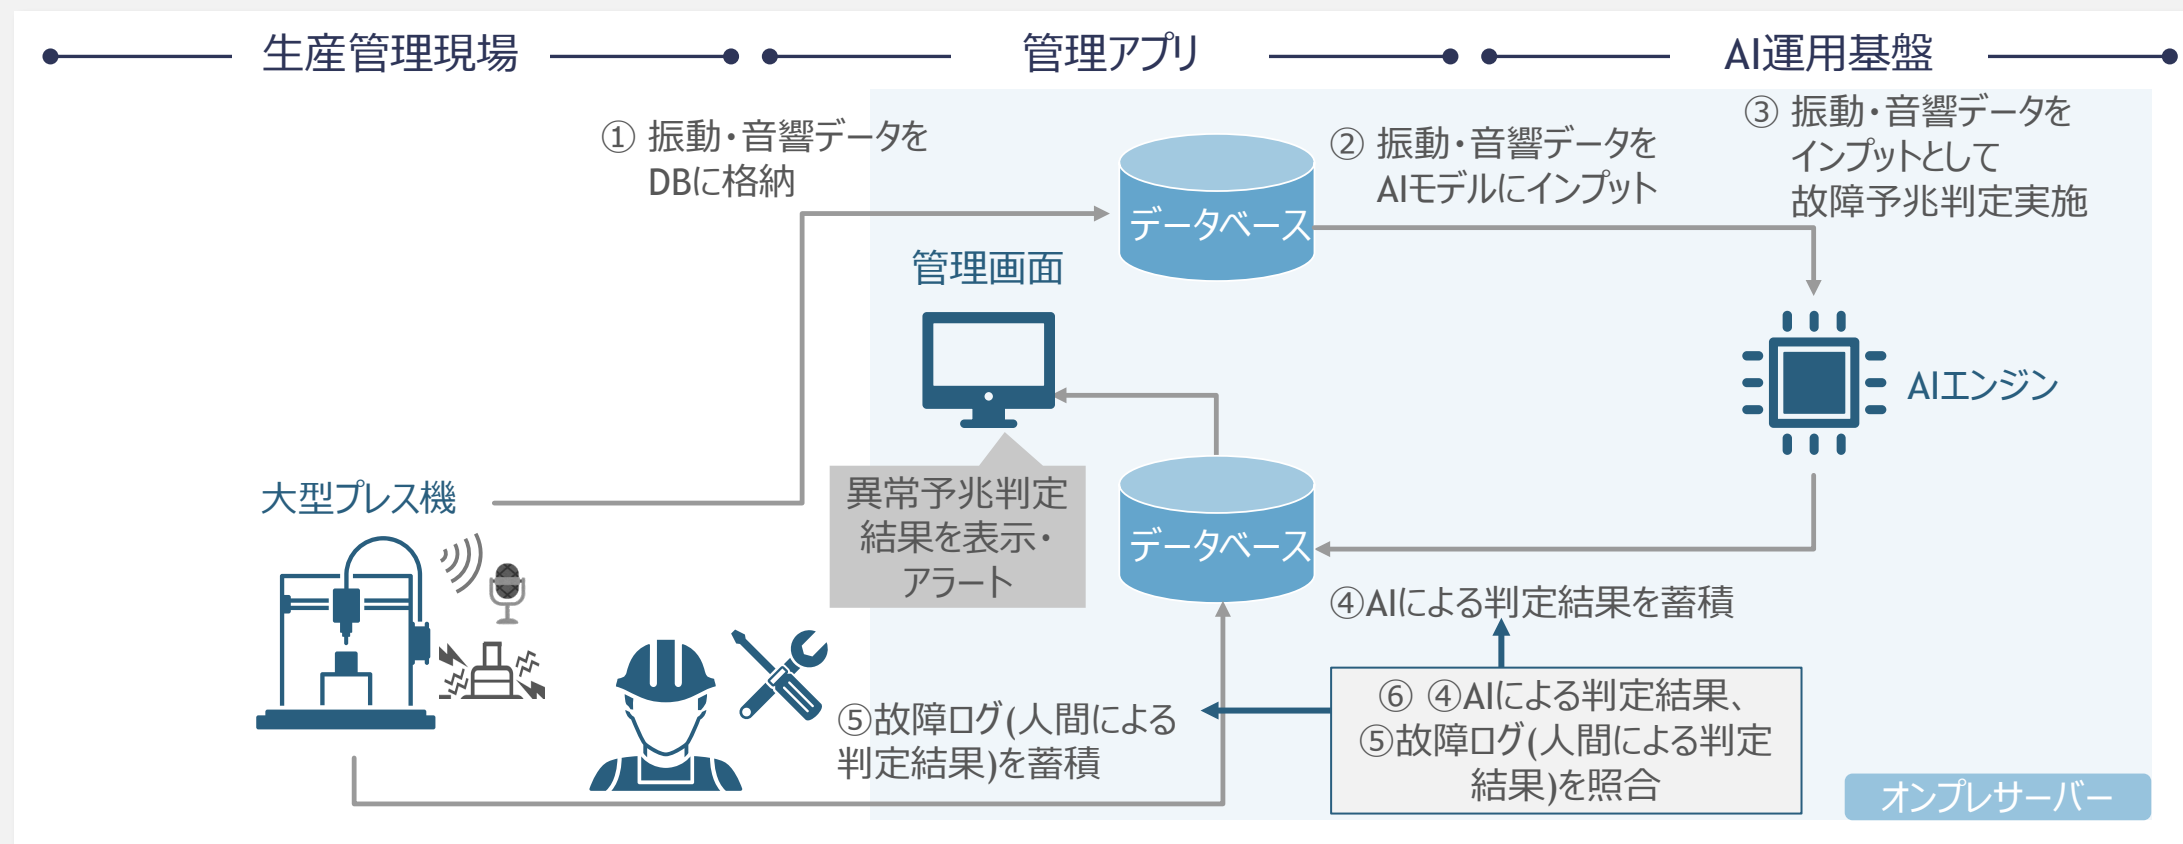 生産管理現場
管理アプリ
AI運用基盤
① 振動・音響データを
DBに格納
データベース
② 振動・音響データを
AIモデルにインプット
③ 振動・音響データを
インプットとして
故障予兆判定実施
管理画面
AIエンジン
大型プレス機
異常予兆判定
結果を表示・
アラート
データベース
④AIによる判定結果を蓄積
⑤故障ログ(人間による
判定結果)を蓄積
⑥ ④AIによる判定結果、
⑤故障ログ(人間による判定
結果)を照合
オンプレサーバー